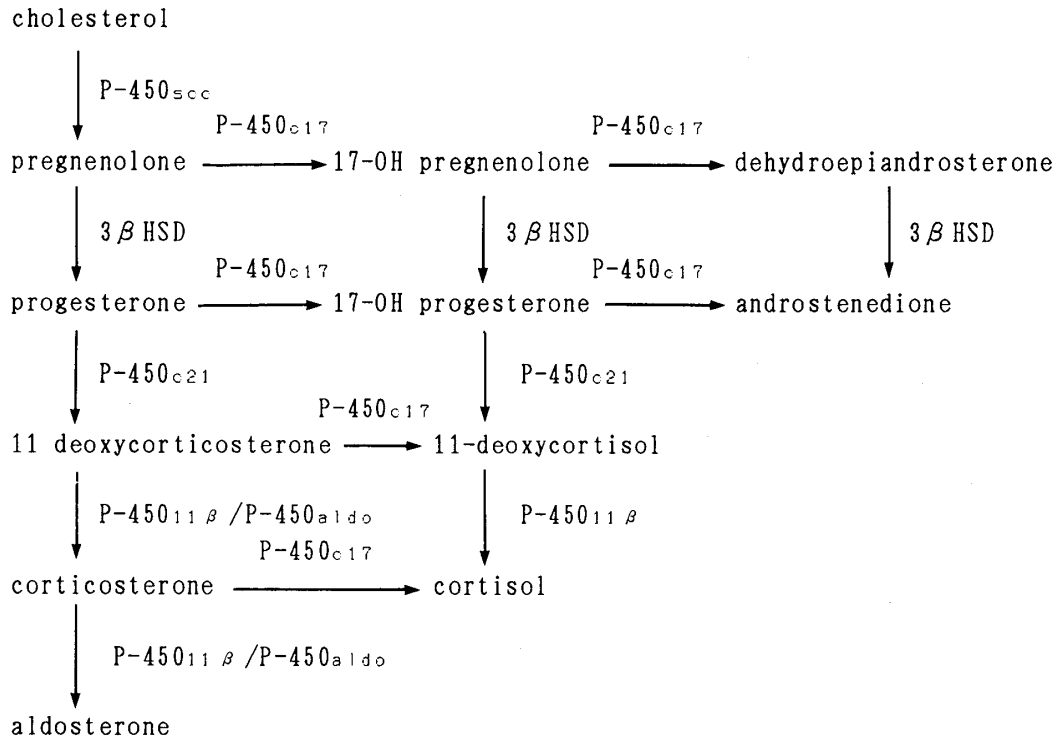 cholesterol
P-450scc
P-450c17 P-450c17
pregnenolone 17-OH pregnenolone dehydroepiandrosterone
3βHSD 3βHSD 3βHSD
P-450c17 P-450c17
progesterone 17-OH progesterone androstenedione
P-450c21 P-450c21
P-450c17
11 deoxycorticosterone 11-deoxycortisol
P-45011β/P-450aldo P-45011β
P-450c17
corticosterone cortisol
P-45011β/P-450aldo
aldosterone